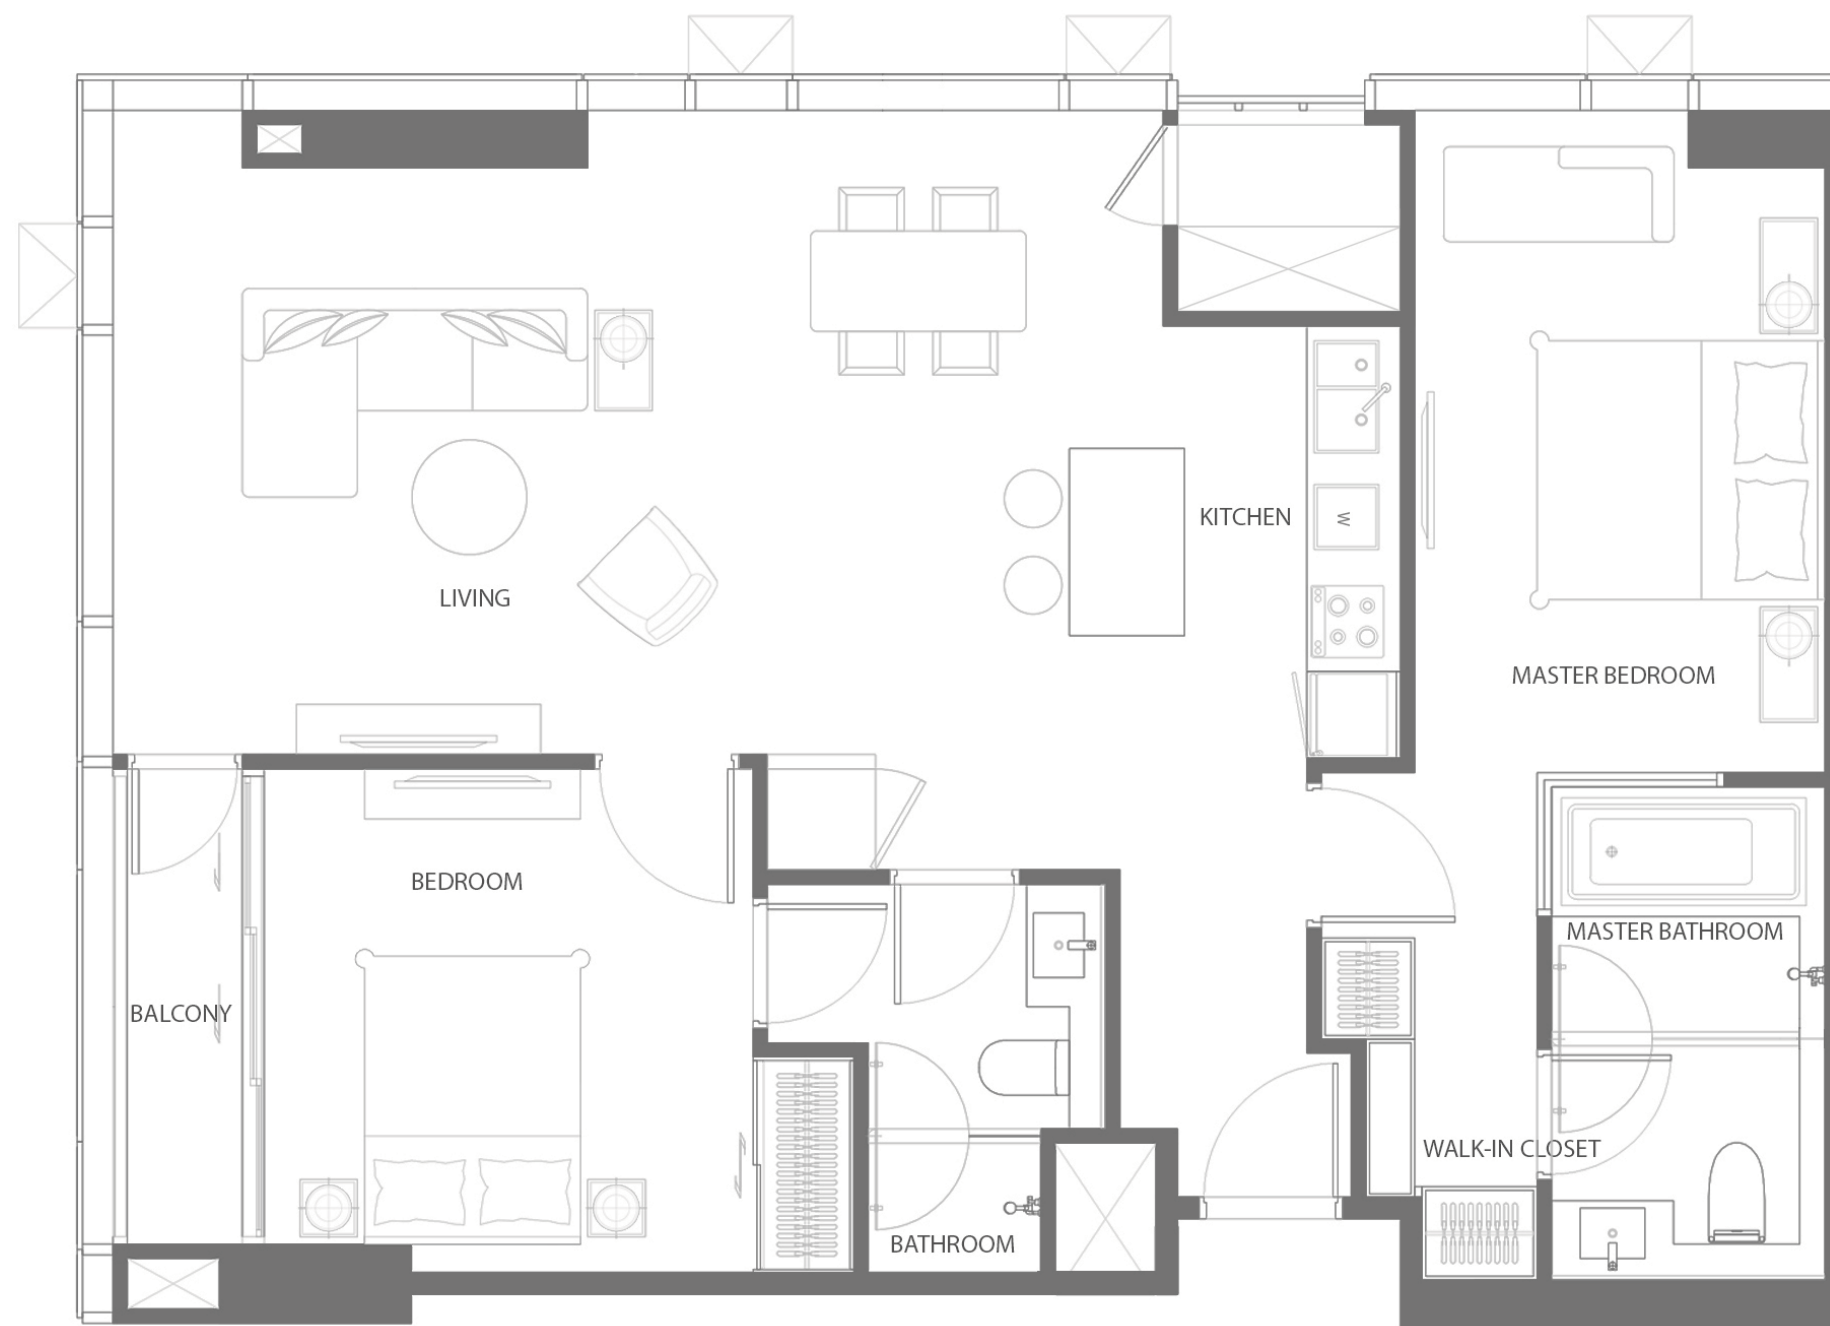 KITCHEN
W
LIVING
MASTER BEDROOM
BEDROOM
MASTER BATHROOM
BALCONY
WALK-IN CLOSET
BATHROOM